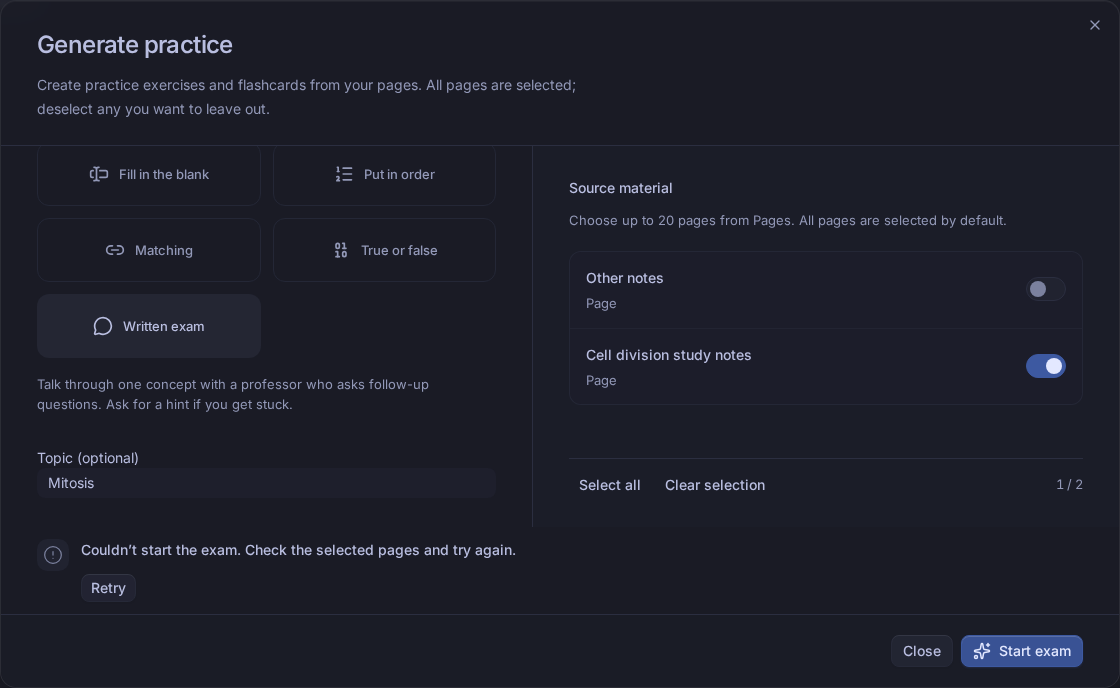 Generate practice
Create practice exercises and flashcards from your pages. All pages are selected;
deselect any you want to leave out.
Fill in the blank
Put in order
Matching
True or false
Written exam
Talk through one concept with a professor who asks follow-up
questions. Ask for a hint if you get stuck.
Topic (optional)
Mitosis
Source material
Choose up to 20 pages from Pages. All pages are selected by default.
Other notes
Page
Cell division study notes
Page
Select all
Clear selection
1 / 2
Couldn’t start the exam. Check the selected pages and try again.
Retry
Close
Start exam